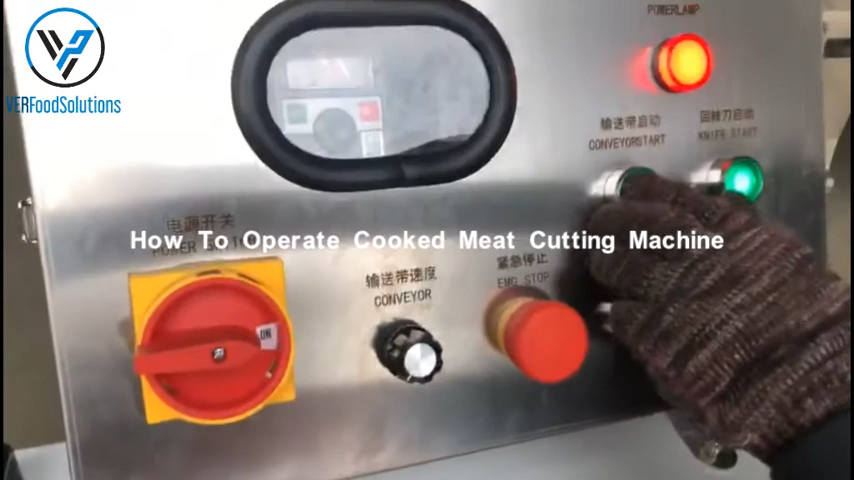 VERFoodSolutions
POWERLAMP
输送带启动
CONVEYORSTART
回转刀启动
START
电源开关
POWER
How To Operate Cooked Meat Cutting Machine
输送带速度
CONVEYOR
紧急停止
EMG STOP
ON